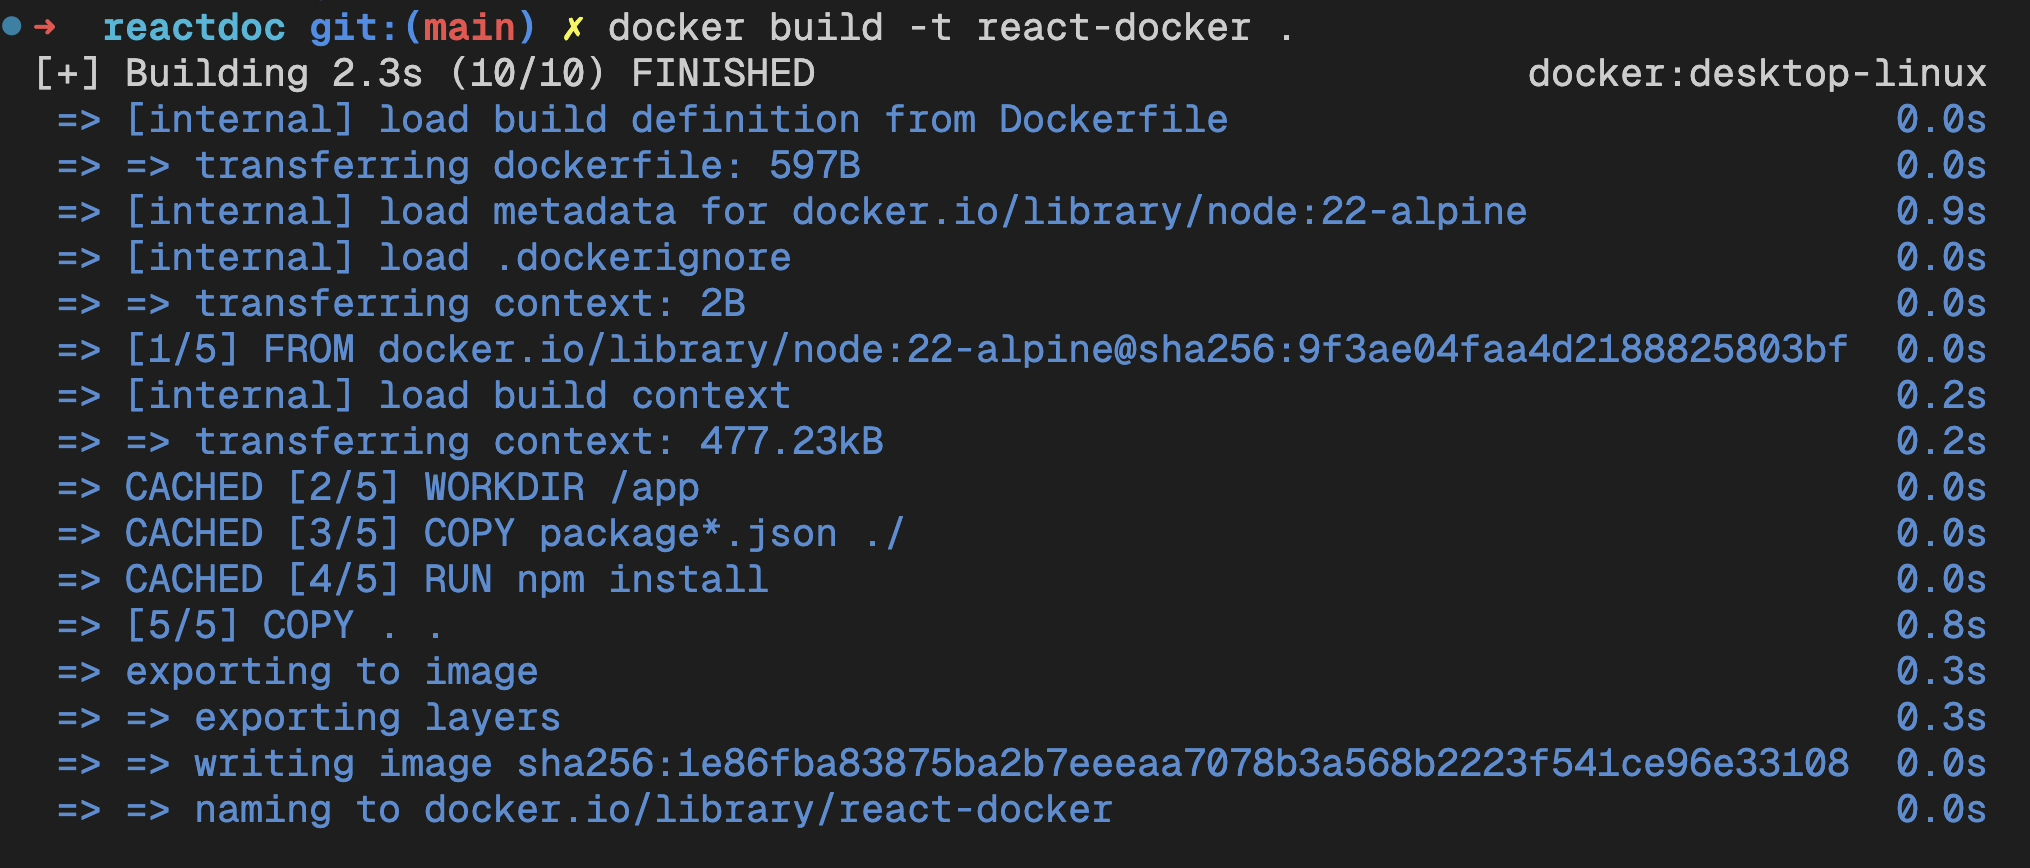 ➜ reactdoc git:(main) ✗ docker build -t react-docker .
[+] Building 2.3s (10/10) FINISHED docker:desktop-linux
=> [internal] load build definition from Dockerfile 0.0s
=> => transferring dockerfile: 597B 0.0s
=> [internal] load metadata for docker.io/library/node:22-alpine 0.9s
=> [internal] load .dockerignore 0.0s
=> => transferring context: 2B 0.0s
=> [1/5] FROM docker.io/library/node:22-alpine@sha256:9f3ae04faa4d2188825803bf 0.0s
=> [internal] load build context 0.2s
=> => transferring context: 477.23kB 0.2s
=> CACHED [2/5] WORKDIR /app 0.0s
=> CACHED [3/5] COPY package*.json ./ 0.0s
=> CACHED [4/5] RUN npm install 0.0s
=> [5/5] COPY . . 0.8s
=> exporting to image 0.3s
=> => exporting layers 0.3s
=> => writing image sha256:1e86fba83875ba2b7eeeaa7078b3a568b2223f541ce96e33108 0.0s
=> => naming to docker.io/library/react-docker 0.0s